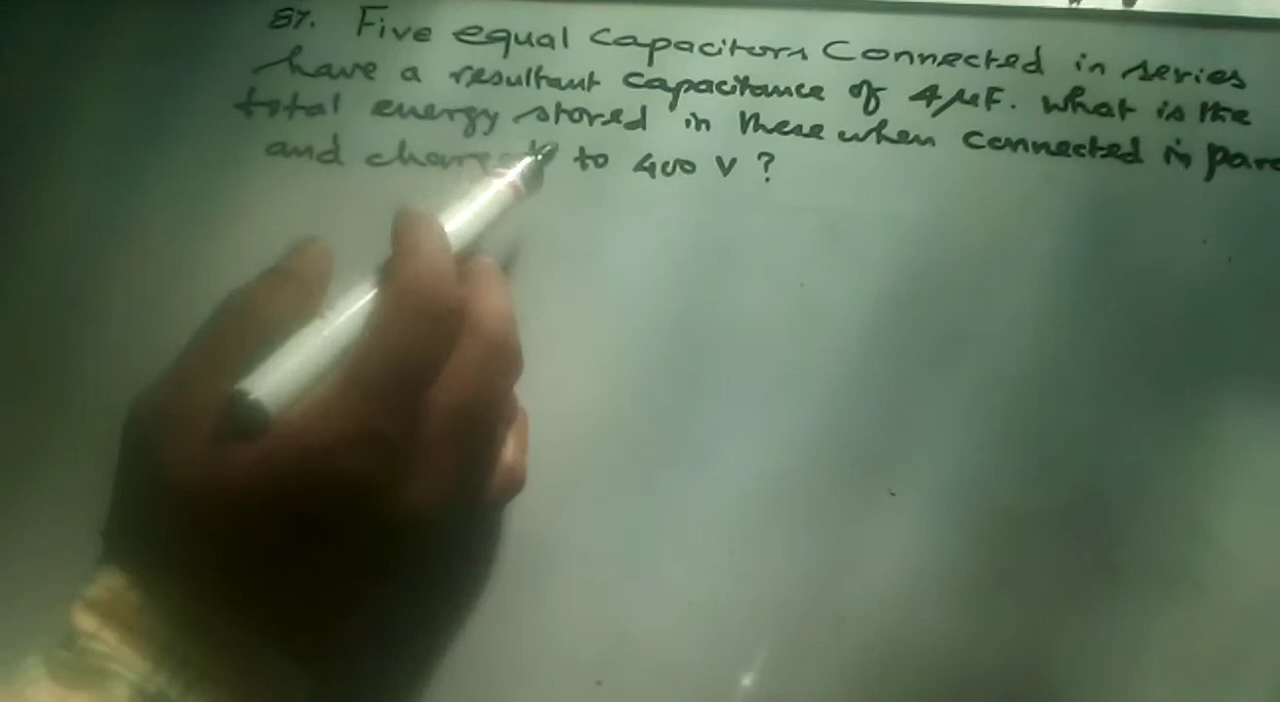 87. Five equal capacitors Connected in series
have a resultant capacitance of 4μF. What is the
total energy stored in these when connected in para
and to 400 V ?